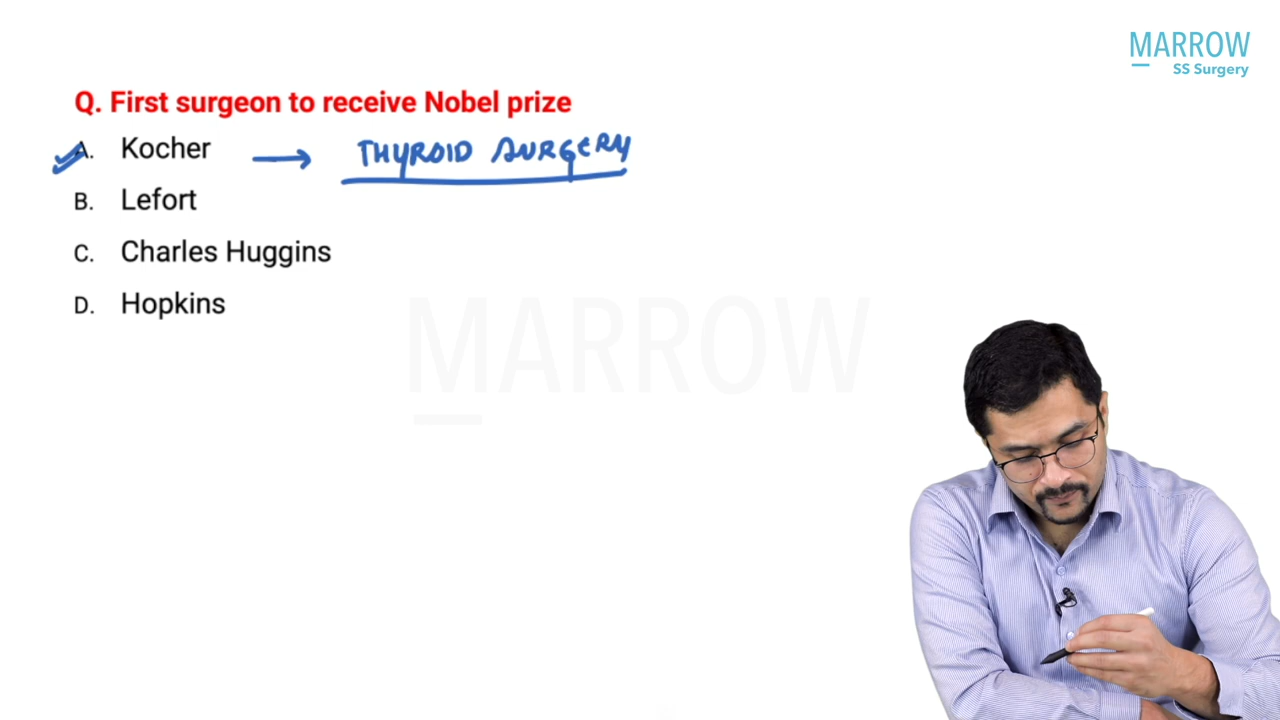 MARROW
SS Surgery
Q. First surgeon to receive Nobel prize
A. Kocher → THYROID SURGERY
B. Lefort
C. Charles Huggins
D. Hopkins
MARROW